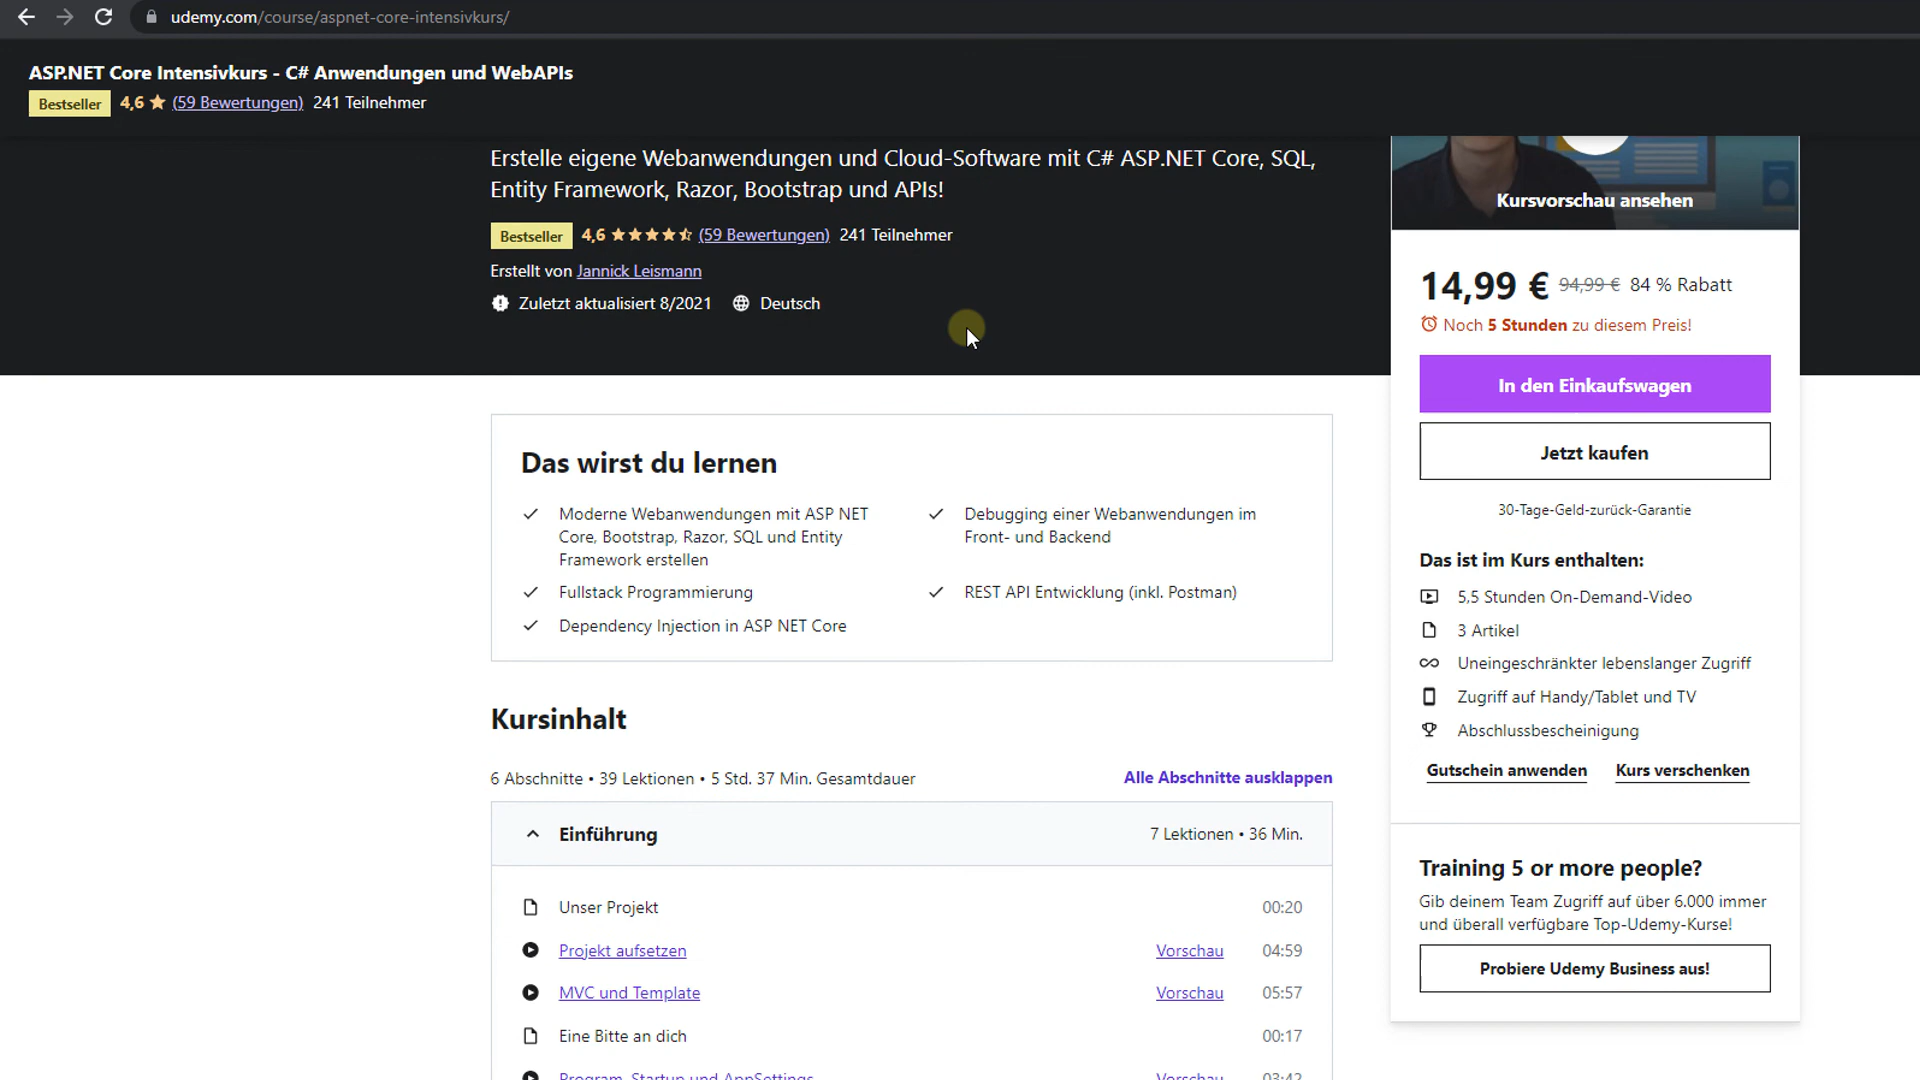 udemy.com/course/aspnet-core-intensivkurs/
ASP.NET Core Intensivkurs - C# Anwendungen und WebAPIs
Bestseller 4,6 (59 Bewertungen) 241 Teilnehmer
Erstelle eigene Webanwendungen und Cloud-Software mit C# ASP.NET Core, SQL,
Entity Framework, Razor, Bootstrap und APIs!
Bestseller 4,6 (59 Bewertungen) 241 Teilnehmer
Erstellt von Jannick Leismann
Zuletzt aktualisiert 8/2021 Deutsch
Das wirst du lernen
Moderne Webanwendungen mit ASP NET
Core, Bootstrap, Razor, SQL und Entity
Framework erstellen
Debugging einer Webanwendungen im
Front- und Backend
Fullstack Programmierung
REST API Entwicklung (inkl. Postman)
Dependency Injection in ASP NET Core
Kursinhalt
6 Abschnitte • 39 Lektionen • 5 Std. 37 Min. Gesamtdauer
Alle Abschnitte ausklappen
Einführung 7 Lektionen • 36 Min.
Unser Projekt 00:20
Projekt aufsetzen Vorschau 04:59
MVC und Template Vorschau 05:57
Eine Bitte an dich 00:17
Program, Startup und AppSettings Vorschau 03:42
Kursvorschau ansehen
14,99 € 94,99 € 84 % Rabatt
Noch 5 Stunden zu diesem Preis!
In den Einkaufswagen
Jetzt kaufen
30-Tage-Geld-zurück-Garantie
Das ist im Kurs enthalten:
5,5 Stunden On-Demand-Video
3 Artikel
Uneingeschränkter lebenslanger Zugriff
Zugriff auf Handy/Tablet und TV
Abschlussbescheinigung
Gutschein anwenden Kurs verschenken
Training 5 or more people?
Gib deinem Team Zugriff auf über 6.000 immer
und überall verfügbare Top-Udemy-Kurse!
Probiere Udemy Business aus!